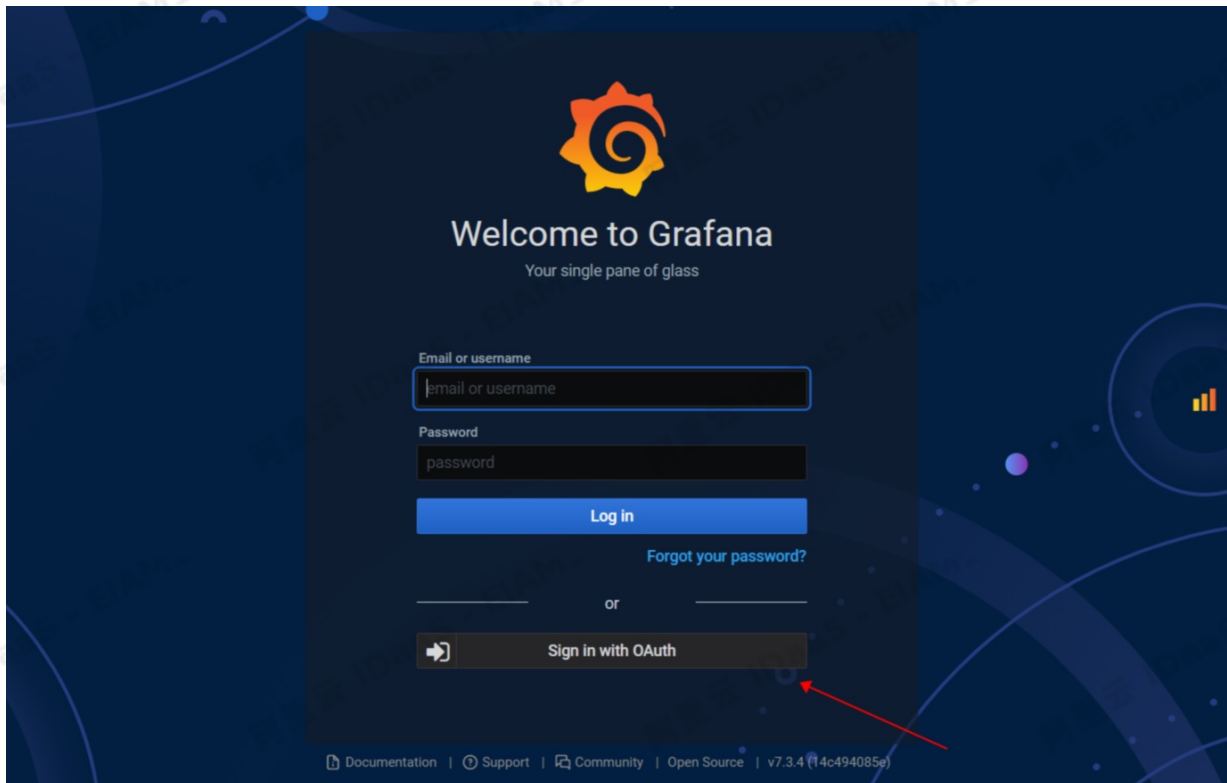 Welcome to Grafana
Your single pane of glass
Email or username
email or username
Password
password
Log in
Forgot your password?
or
Sign in with OAuth
Documentation | Support | Community | Open Source | v7.3.4 (14c494085e)